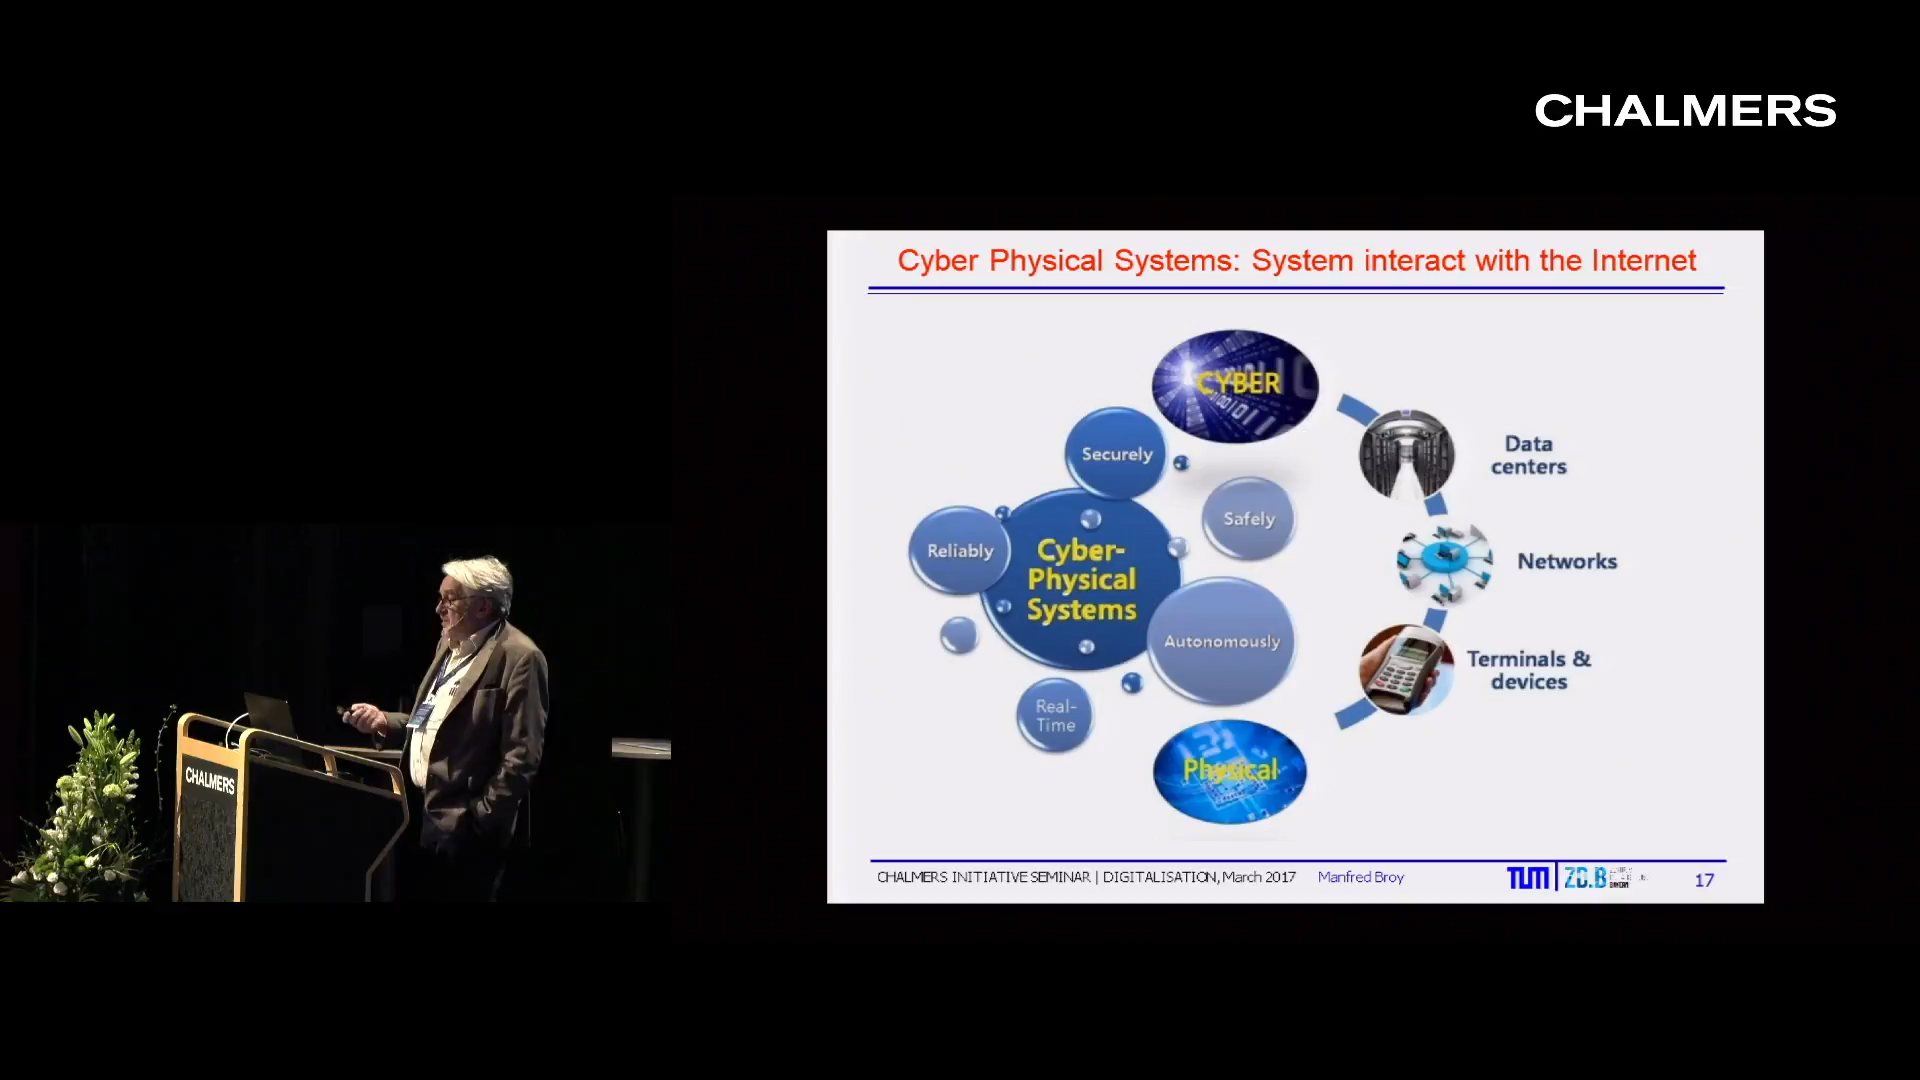 CHALMERS
Cyber Physical Systems: System interact with the Internet
CYBER
Securely
Safely
Reliably
Cyber-
Physical
Systems
Autonomously
Real-
Time
Physical
Data
centers
Networks
Terminals &
devices
CHALMERS INITIATIVE SEMINAR | DIGITALISATION, March 2017 Manfred Broy
TUM ZD.B
17
CHALMERS